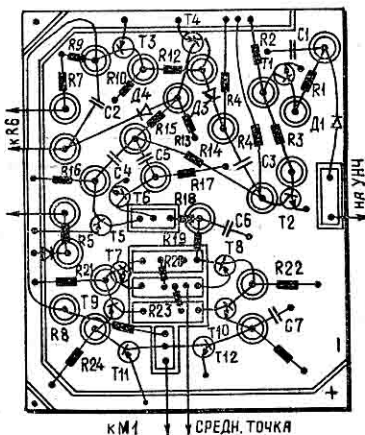 T4
R9
T3
R12
R2
C1
T1
R10
R7
Д4
C2
Д3
R4
R1
R15
R13
R4
R3
Д1
кR6
R14
C4
C5
C3
R16
R17
T6
R18
T2
на УНЧ
T5
C6
R5
R19
T8
T7
R20
R21
R22
T9
R23
R8
T10
C7
R24
T11
T12
-
+
кМ1
СРЕДН. ТОЧКА